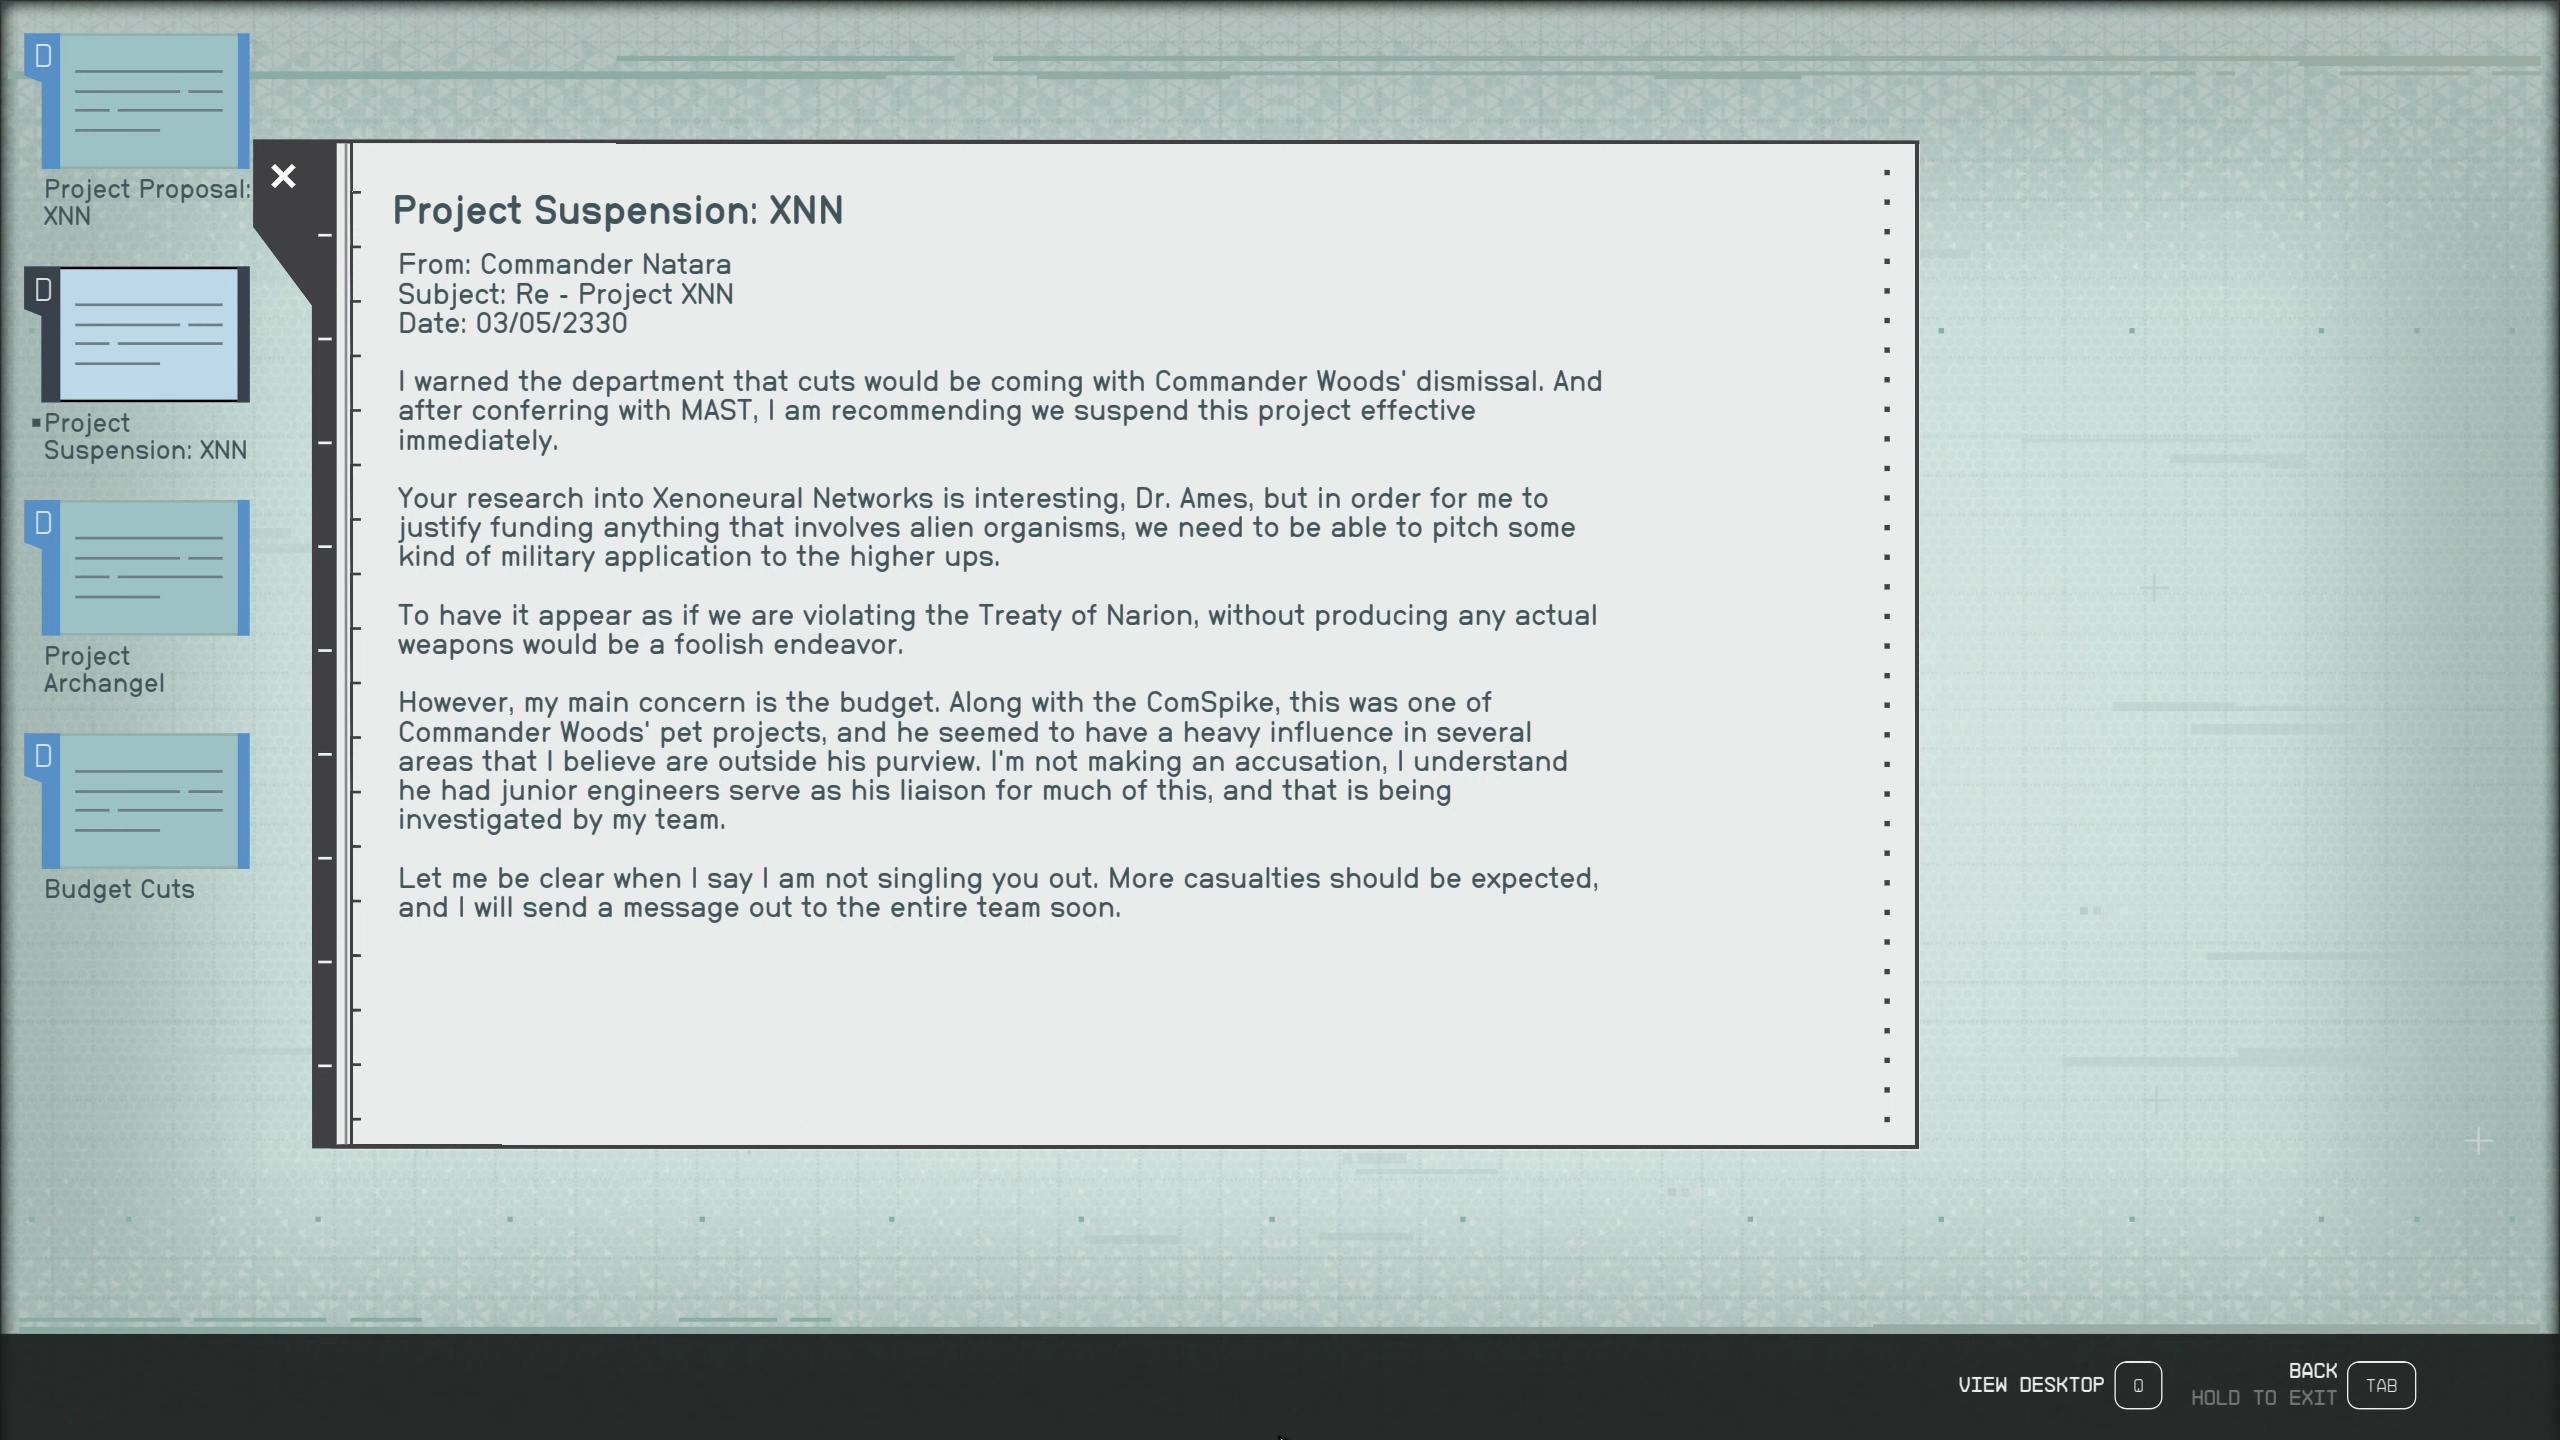 Project Proposal:
XNN
Project
Suspension: XNN
Project
Archangel
Budget Cuts
Project Suspension: XNN
From: Commander Natara
Subject: Re - Project XNN
Date: 03/05/2330
I warned the department that cuts would be coming with Commander Woods' dismissal. And
after conferring with MAST, I am recommending we suspend this project effective
immediately.
Your research into Xenoneural Networks is interesting, Dr. Ames, but in order for me to
justify funding anything that involves alien organisms, we need to be able to pitch some
kind of military application to the higher ups.
To have it appear as if we are violating the Treaty of Narion, without producing any actual
weapons would be a foolish endeavor.
However, my main concern is the budget. Along with the ComSpike, this was one of
Commander Woods' pet projects, and he seemed to have a heavy influence in several
areas that I believe are outside his purview. I'm not making an accusation, I understand
he had junior engineers serve as his liaison for much of this, and that is being
investigated by my team.
Let me be clear when I say I am not singling you out. More casualties should be expected,
and I will send a message out to the entire team soon.
VIEW DESKTOP Q
BACK
HOLD TO EXIT TAB